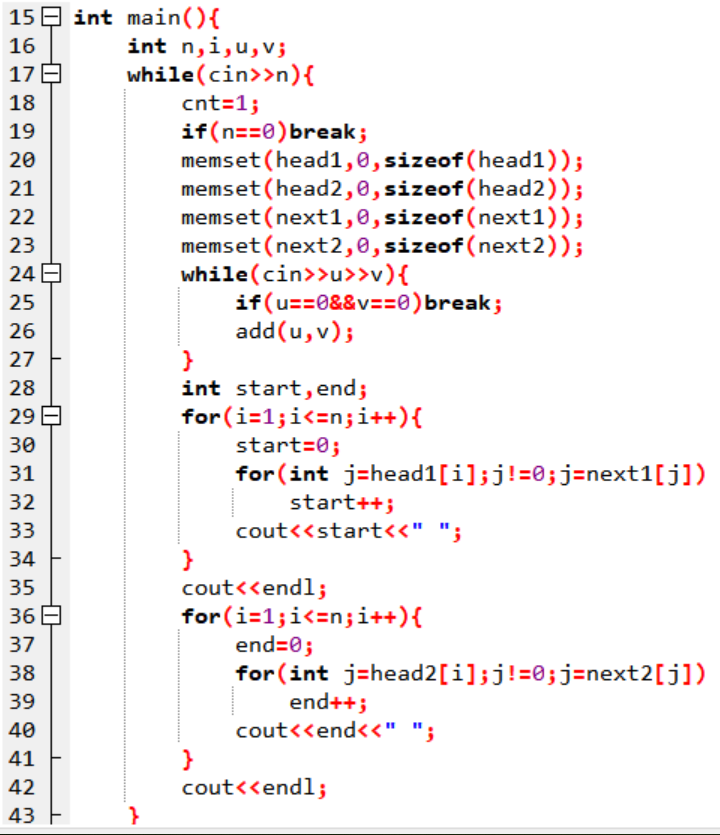 15 int main(){
16     int n,i,u,v;
17     while(cin>>n){
18         cnt=1;
19         if(n==0)break;
20         memset(head1,0,sizeof(head1));
21         memset(head2,0,sizeof(head2));
22         memset(next1,0,sizeof(next1));
23         memset(next2,0,sizeof(next2));
24         while(cin>>u>>v){
25             if(u==0&&v==0)break;
26             add(u,v);
27         }
28         int start,end;
29         for(i=1;i<=n;i++){
30             start=0;
31             for(int j=head1[i];j!=0;j=next1[j])
32                 start++;
33             cout<<start<<" ";
34         }
35         cout<<endl;
36         for(i=1;i<=n;i++){
37             end=0;
38             for(int j=head2[i];j!=0;j=next2[j])
39                 end++;
40             cout<<end<<" ";
41         }
42         cout<<endl;
43     }